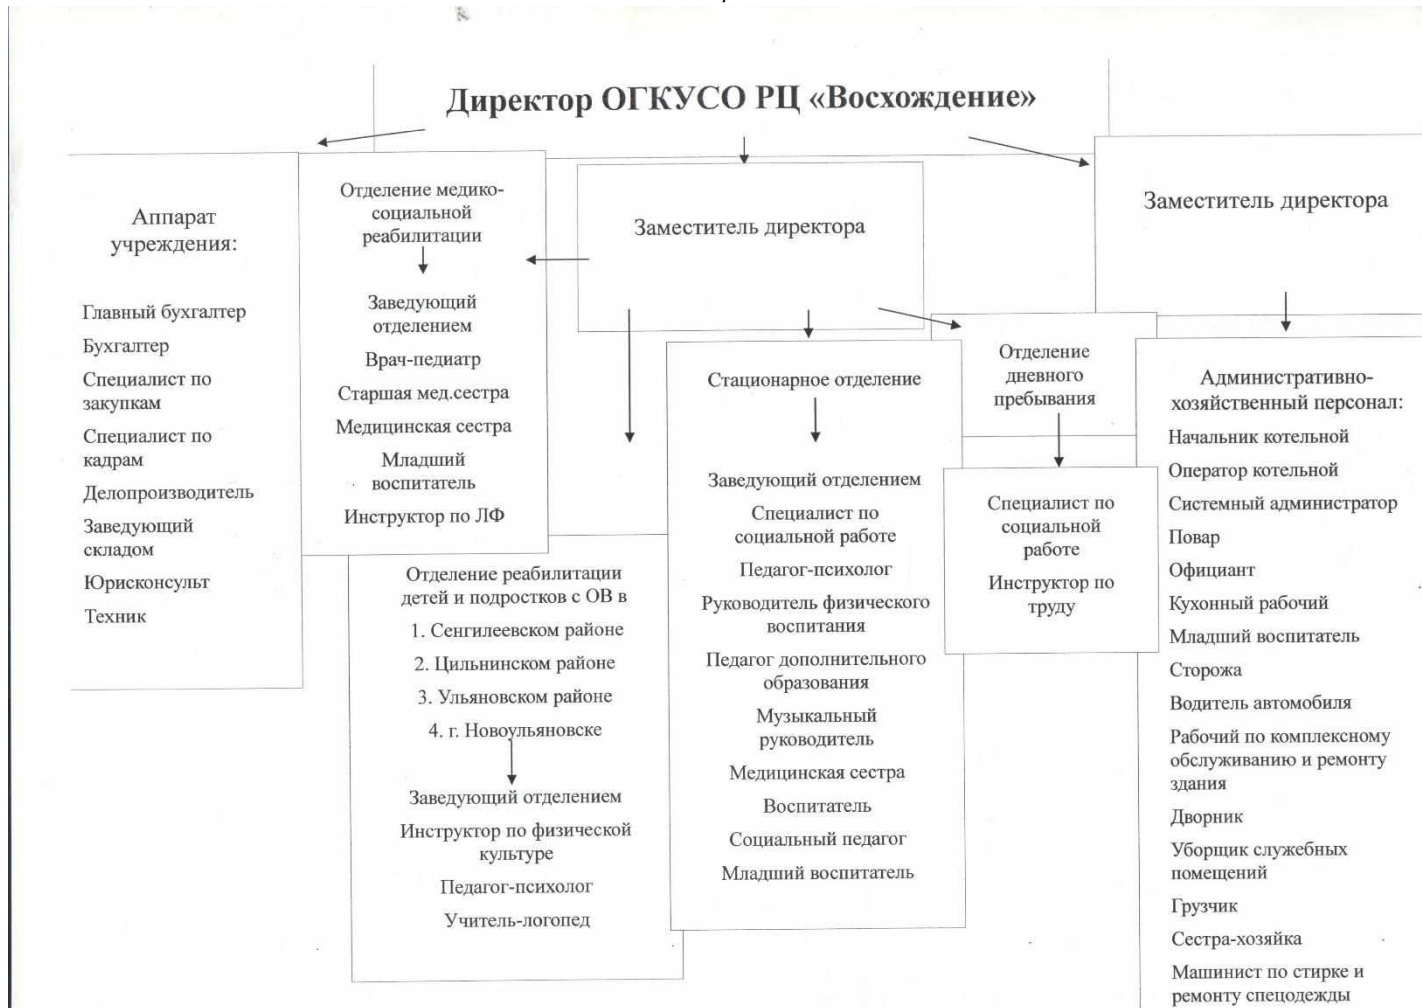 Директор ОГКУСО РЦ «Восхождение»
Аппарат
учреждения:
Главный бухгалтер
Бухгалтер
Специалист по
закупкам
Специалист по
кадрам
Делопроизводитель
Заведующий
складом
Юрисконсульт
Техник
Отделение медико-
социальной
реабилитации
Заведующий
отделением
Врач-педиатр
Старшая мед.сестра
Медицинская сестра
Младший
воспитатель
Инструктор по ЛФ
Заместитель директора
Отделение реабилитации
детей и подростков с ОВ в
1. Сенгилеевском районе
2. Цильнинском районе
3. Ульяновском районе
4. г. Новоульяновске
Заведующий отделением
Инструктор по физической
культуре
Педагог-психолог
Учитель-логопед
Стационарное отделение
Заведующий отделением
Специалист по
социальной работе
Педагог-психолог
Руководитель физического
воспитания
Педагог дополнительного
образования
Музыкальный
руководитель
Медицинская сестра
Воспитатель
Социальный педагог
Младший воспитатель
Отделение
дневного
пребывания
Специалист по
социальной
работе
Инструктор по
труду
Заместитель директора
Административно-
хозяйственный персонал:
Начальник котельной
Оператор котельной
Системный администратор
Повар
Официант
Кухонный рабочий
Младший воспитатель
Сторожа
Водитель автомобиля
Рабочий по комплексному
обслуживанию и ремонту
здания
Дворник
Уборщик служебных
помещений
Грузчик
Сестра-хозяйка
Машинист по стирке и
ремонту спецодежды